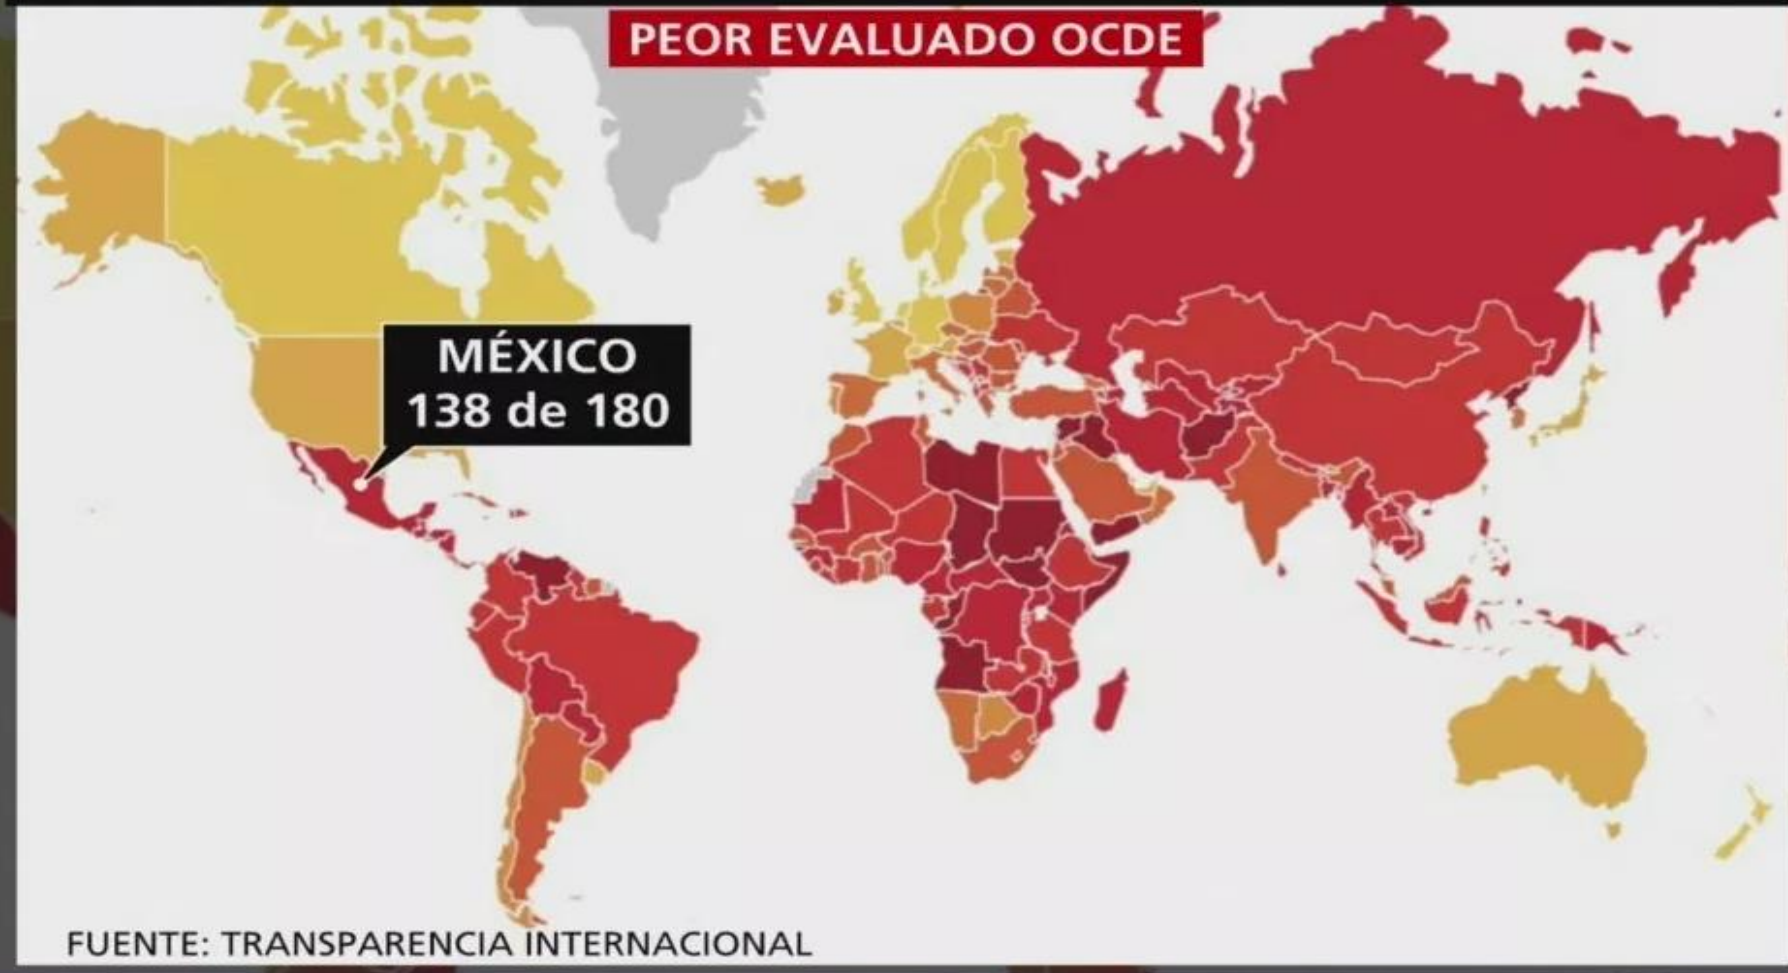 PEOR EVALUADO OCDE
MÉXICO
138 de 180
FUENTE: TRANSPARENCIA INTERNACIONAL